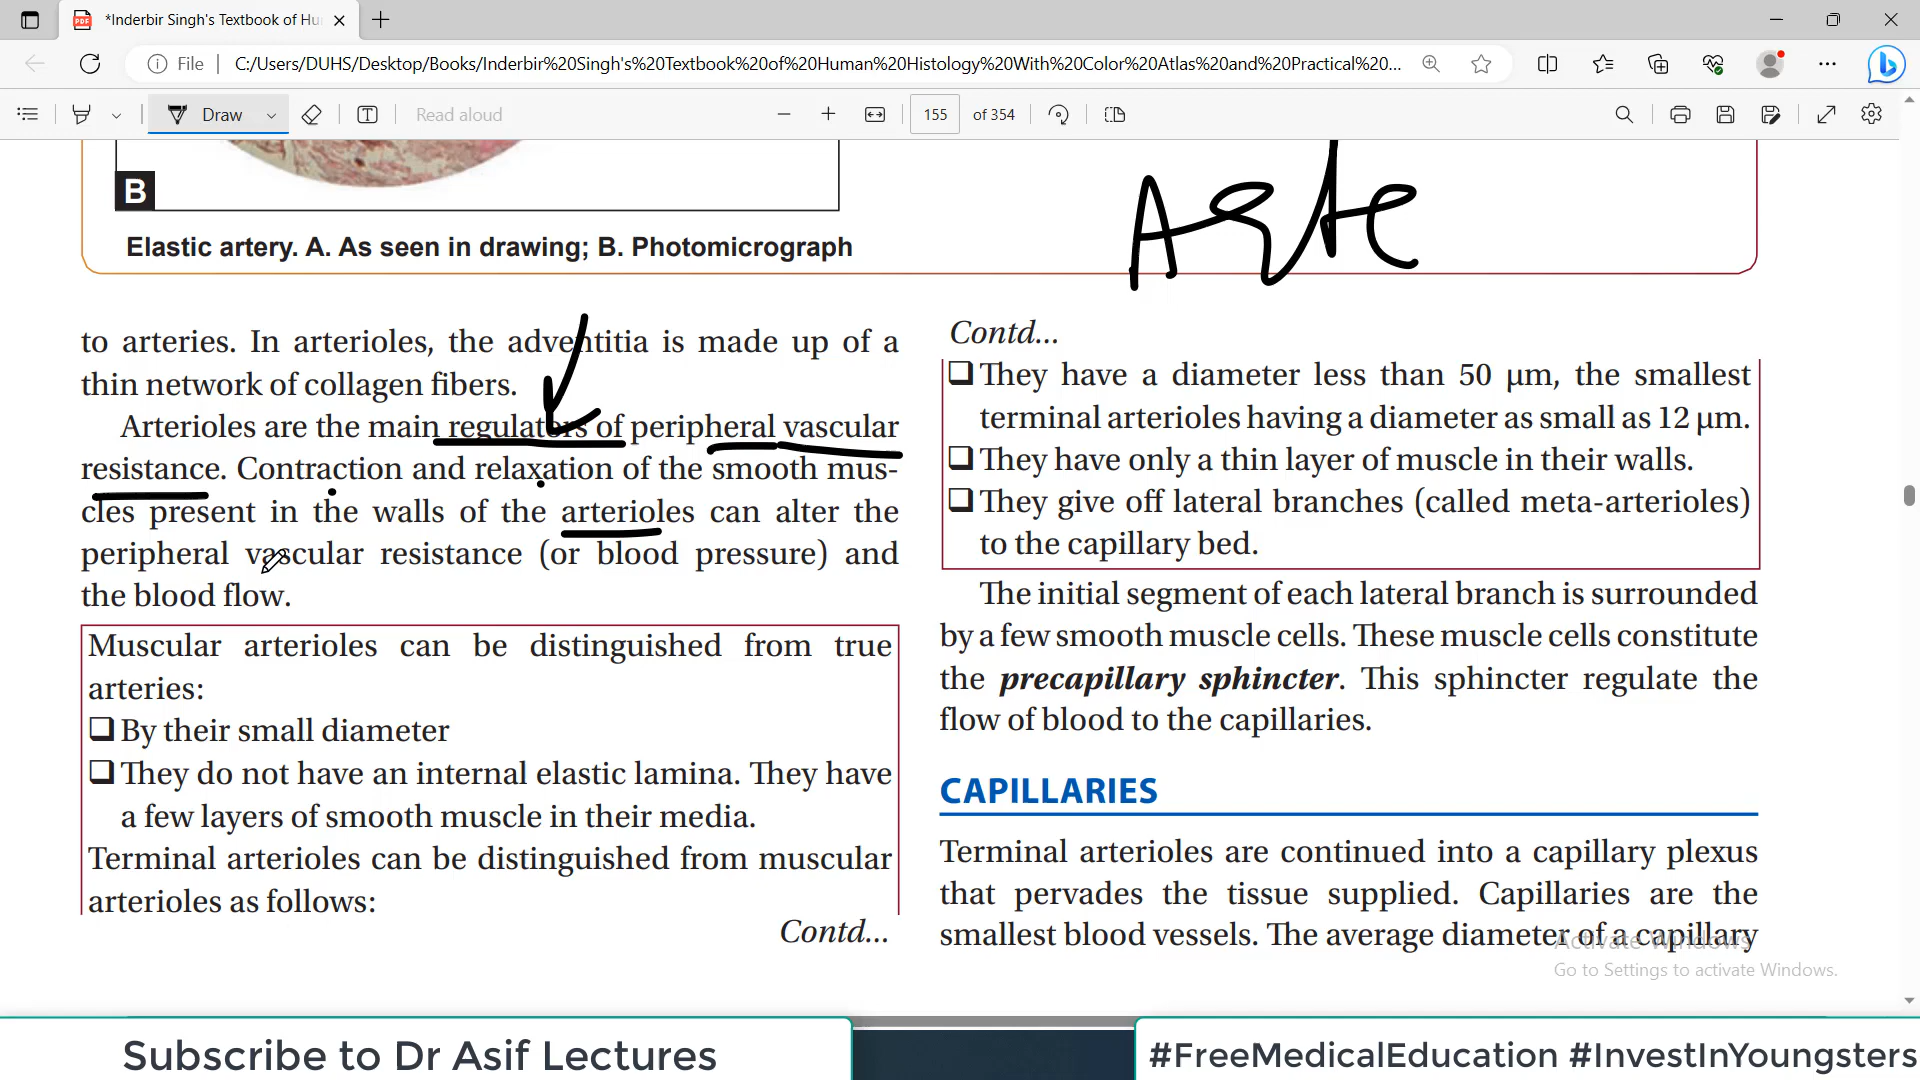 *Inderbir Singh's Textbook of Hu
File
C:/Users/DUHS/Desktop/Books/Inderbir%20Singh's%20Textbook%20of%20Human%20Histology%20With%20Color%20Atlas%20and%20Practical%20...
Draw
Read aloud
155 of 354
B
Arte
Elastic artery. A. As seen in drawing; B. Photomicrograph
to arteries. In arterioles, the adventitia is made up of a
thin network of collagen fibers.
Arterioles are the main regulators of peripheral vascular
resistance. Contraction and relaxation of the smooth mus-
cles present in the walls of the arterioles can alter the
peripheral vascular resistance (or blood pressure) and
the blood flow.
Muscular arterioles can be distinguished from true
arteries:
❑ By their small diameter
❑ They do not have an internal elastic lamina. They have
a few layers of smooth muscle in their media.
Terminal arterioles can be distinguished from muscular
arterioles as follows:
Contd...
Contd...
❑ They have a diameter less than 50 μm, the smallest
terminal arterioles having a diameter as small as 12 μm.
❑ They have only a thin layer of muscle in their walls.
❑ They give off lateral branches (called meta-arterioles)
to the capillary bed.
The initial segment of each lateral branch is surrounded
by a few smooth muscle cells. These muscle cells constitute
the precapillary sphincter. This sphincter regulate the
flow of blood to the capillaries.
CAPILLARIES
Terminal arterioles are continued into a capillary plexus
that pervades the tissue supplied. Capillaries are the
smallest blood vessels. The average diameter of a capillary
Activate Windows
Go to Settings to activate Windows.
Subscribe to Dr Asif Lectures
#FreeMedicalEducation #InvestInYoungsters